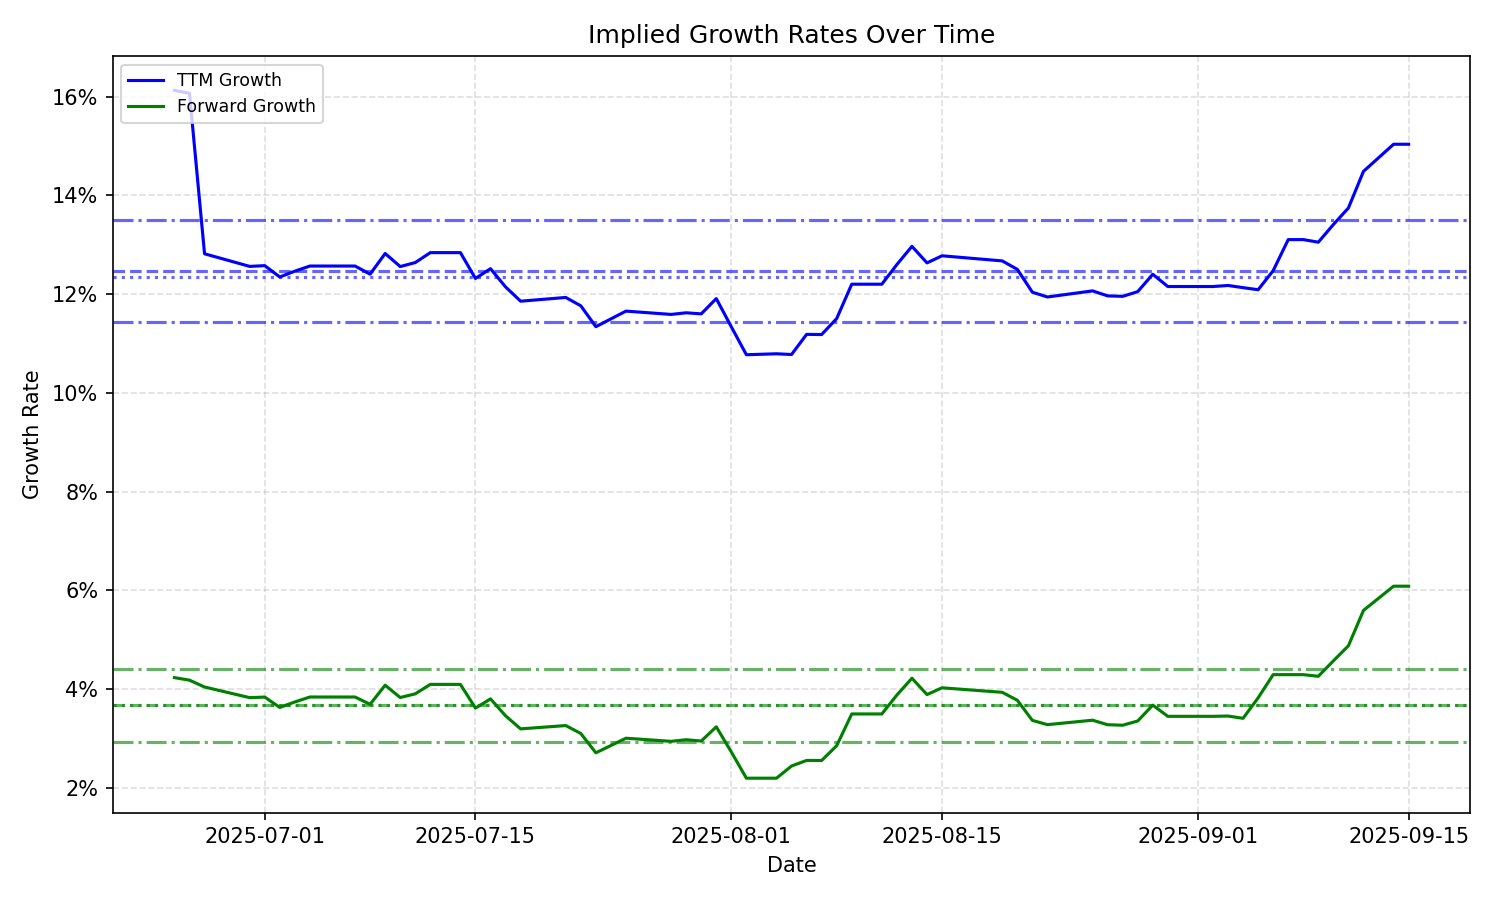 Implied Growth Rates Over Time
TTM Growth
Forward Growth
16%
14%
12%
10%
8%
6%
4%
2%
Growth Rate
2025-07-01
2025-07-15
2025-08-01
2025-08-15
2025-09-01
2025-09-15
Date